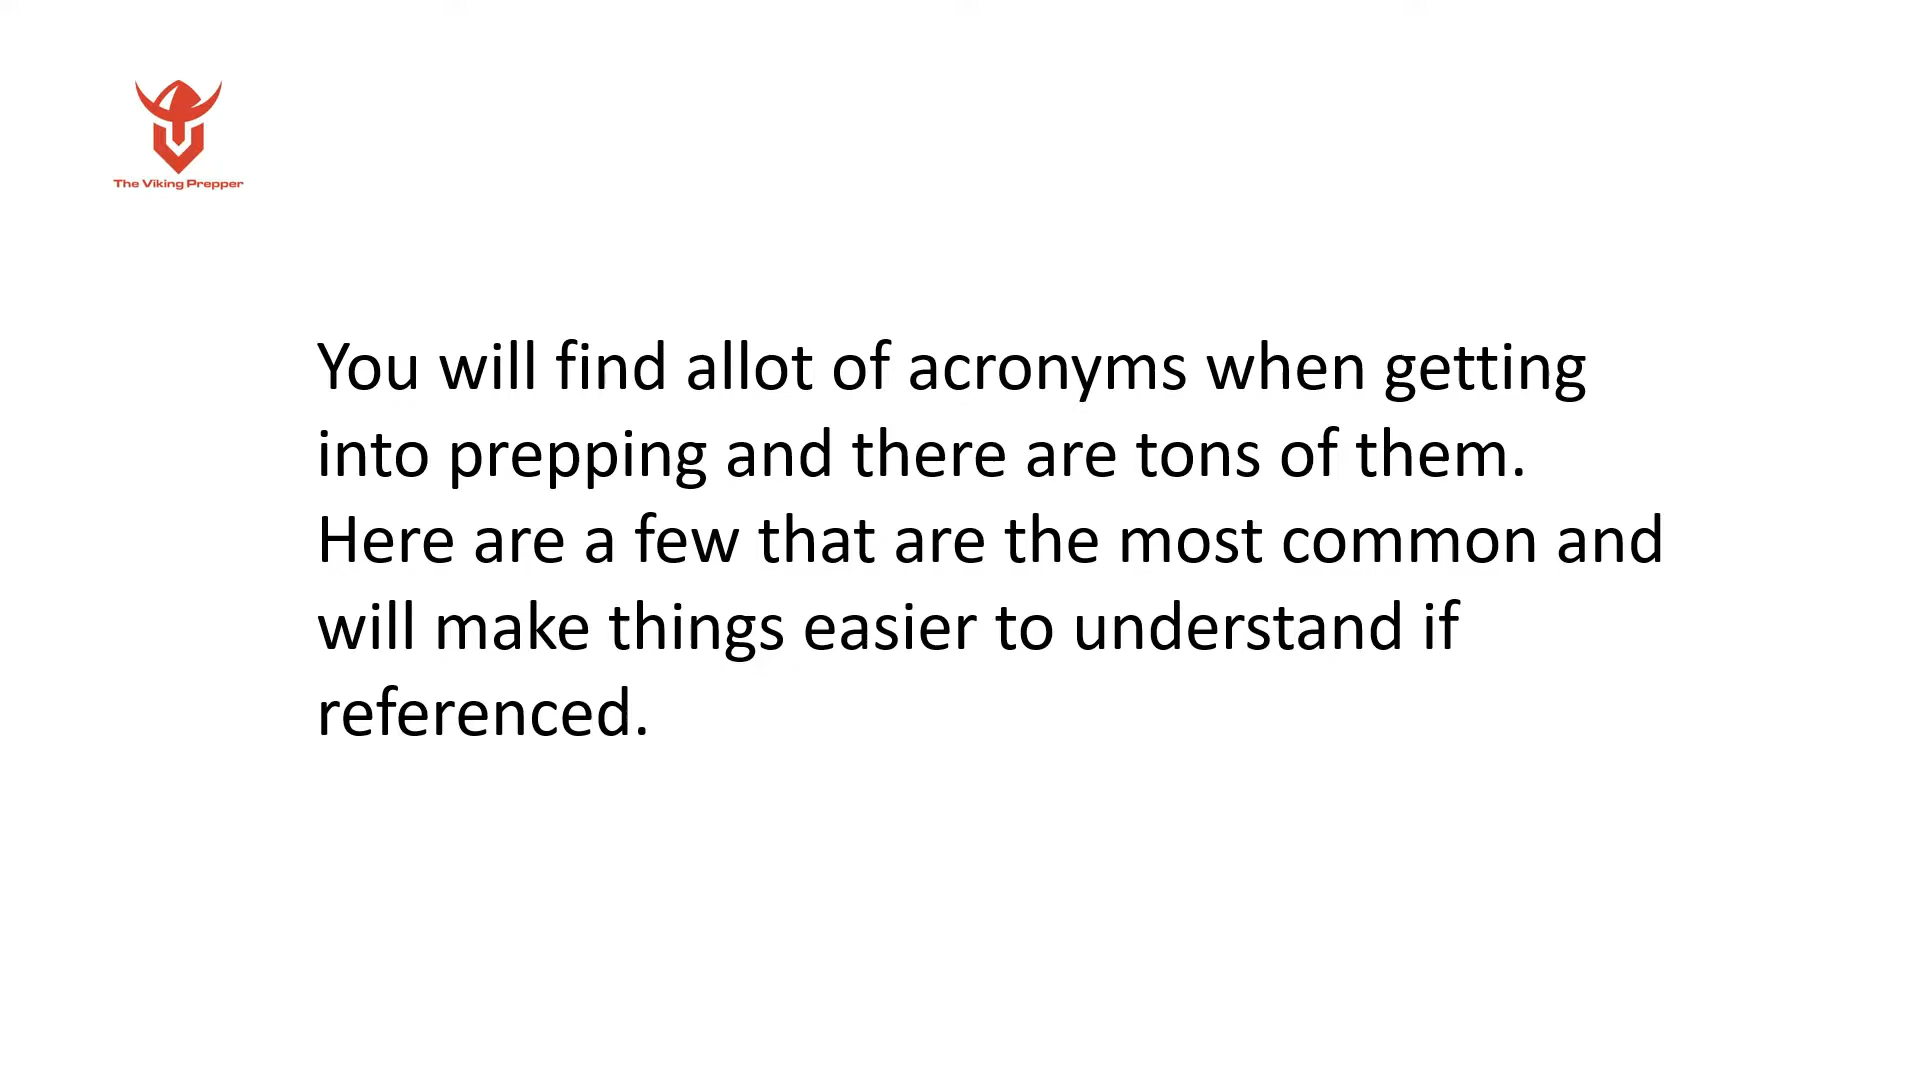 The Viking Prepper
You will find allot of acronyms when getting
into prepping and there are tons of them.
Here are a few that are the most common and
will make things easier to understand if
referenced.